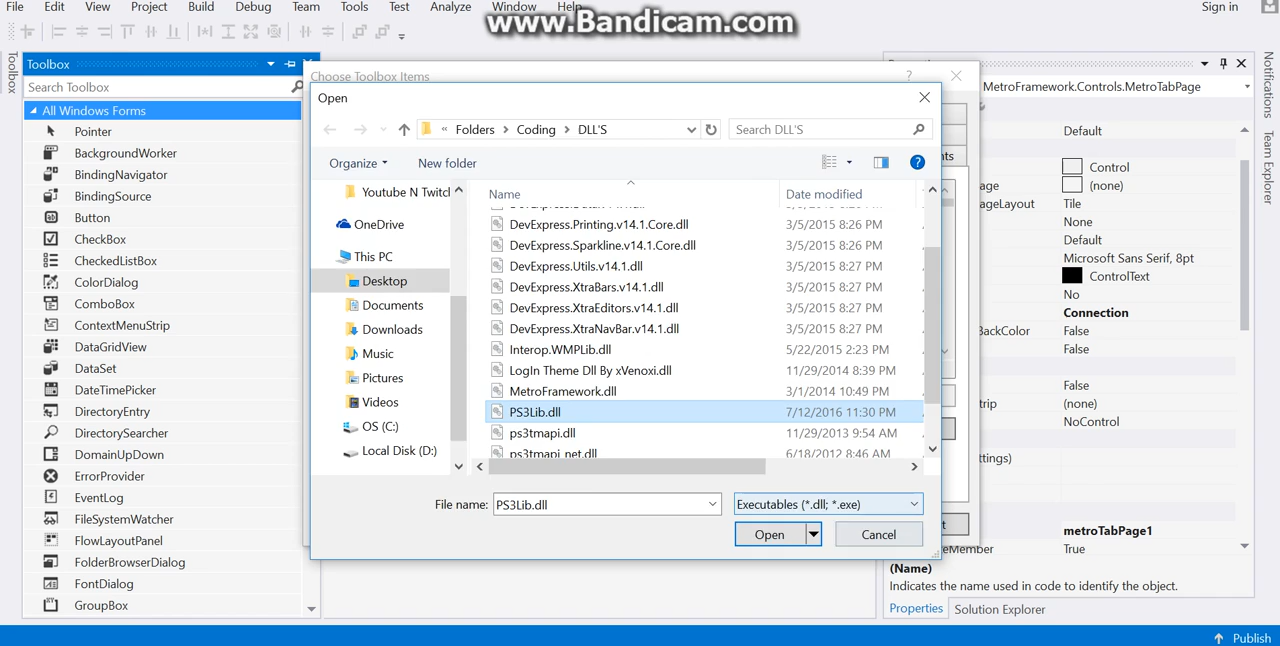 File Edit View Project Build Debug Team Tools Test Analyze Window Help Sign in
www.Bandicam.com
Toolbox
Toolbox
Search Toolbox
All Windows Forms
Pointer
BackgroundWorker
BindingNavigator
BindingSource
Button
CheckBox
CheckedListBox
ColorDialog
ComboBox
ContextMenuStrip
DataGridView
DataSet
DateTimePicker
DirectoryEntry
DirectorySearcher
DomainUpDown
ErrorProvider
EventLog
FileSystemWatcher
FlowLayoutPanel
FolderBrowserDialog
FontDialog
GroupBox
Choose Toolbox Items
Open
« Folders > Coding > DLL'S
Search DLL'S
Organize
New folder
Youtube N Twitch
OneDrive
This PC
Desktop
Documents
Downloads
Music
Pictures
Videos
OS (C:)
Local Disk (D:)
Name Date modified
DevExpress.Printing.v14.1.Core.dll 3/5/2015 8:26 PM
DevExpress.Sparkline.v14.1.Core.dll 3/5/2015 8:26 PM
DevExpress.Utils.v14.1.dll 3/5/2015 8:27 PM
DevExpress.XtraBars.v14.1.dll 3/5/2015 8:27 PM
DevExpress.XtraEditors.v14.1.dll 3/5/2015 8:27 PM
DevExpress.XtraNavBar.v14.1.dll 3/5/2015 8:27 PM
Interop.WMPLib.dll 5/22/2015 2:23 PM
LogIn Theme Dll By xVenoxi.dll 11/29/2014 8:39 PM
MetroFramework.dll 3/1/2014 10:49 PM
PS3Lib.dll 7/12/2016 11:30 PM
ps3tmapi.dll 11/29/2013 9:54 AM
ps3tmapi_net.dll 6/18/2012 8:46 AM
File name: PS3Lib.dll
Executables (*.dll; *.exe)
Open
Cancel
nts
t
MetroFramework.Controls.MetroTabPage
Default
Control
age (none)
ageLayout Tile
None
Default
Microsoft Sans Serif, 8pt
ControlText
No
Connection
ackColor False
False
False
trip (none)
NoControl
ttings)
metroTabPage1
eMember True
(Name)
Indicates the name used in code to identify the object.
Properties Solution Explorer
Notifications
Team Explorer
Publish